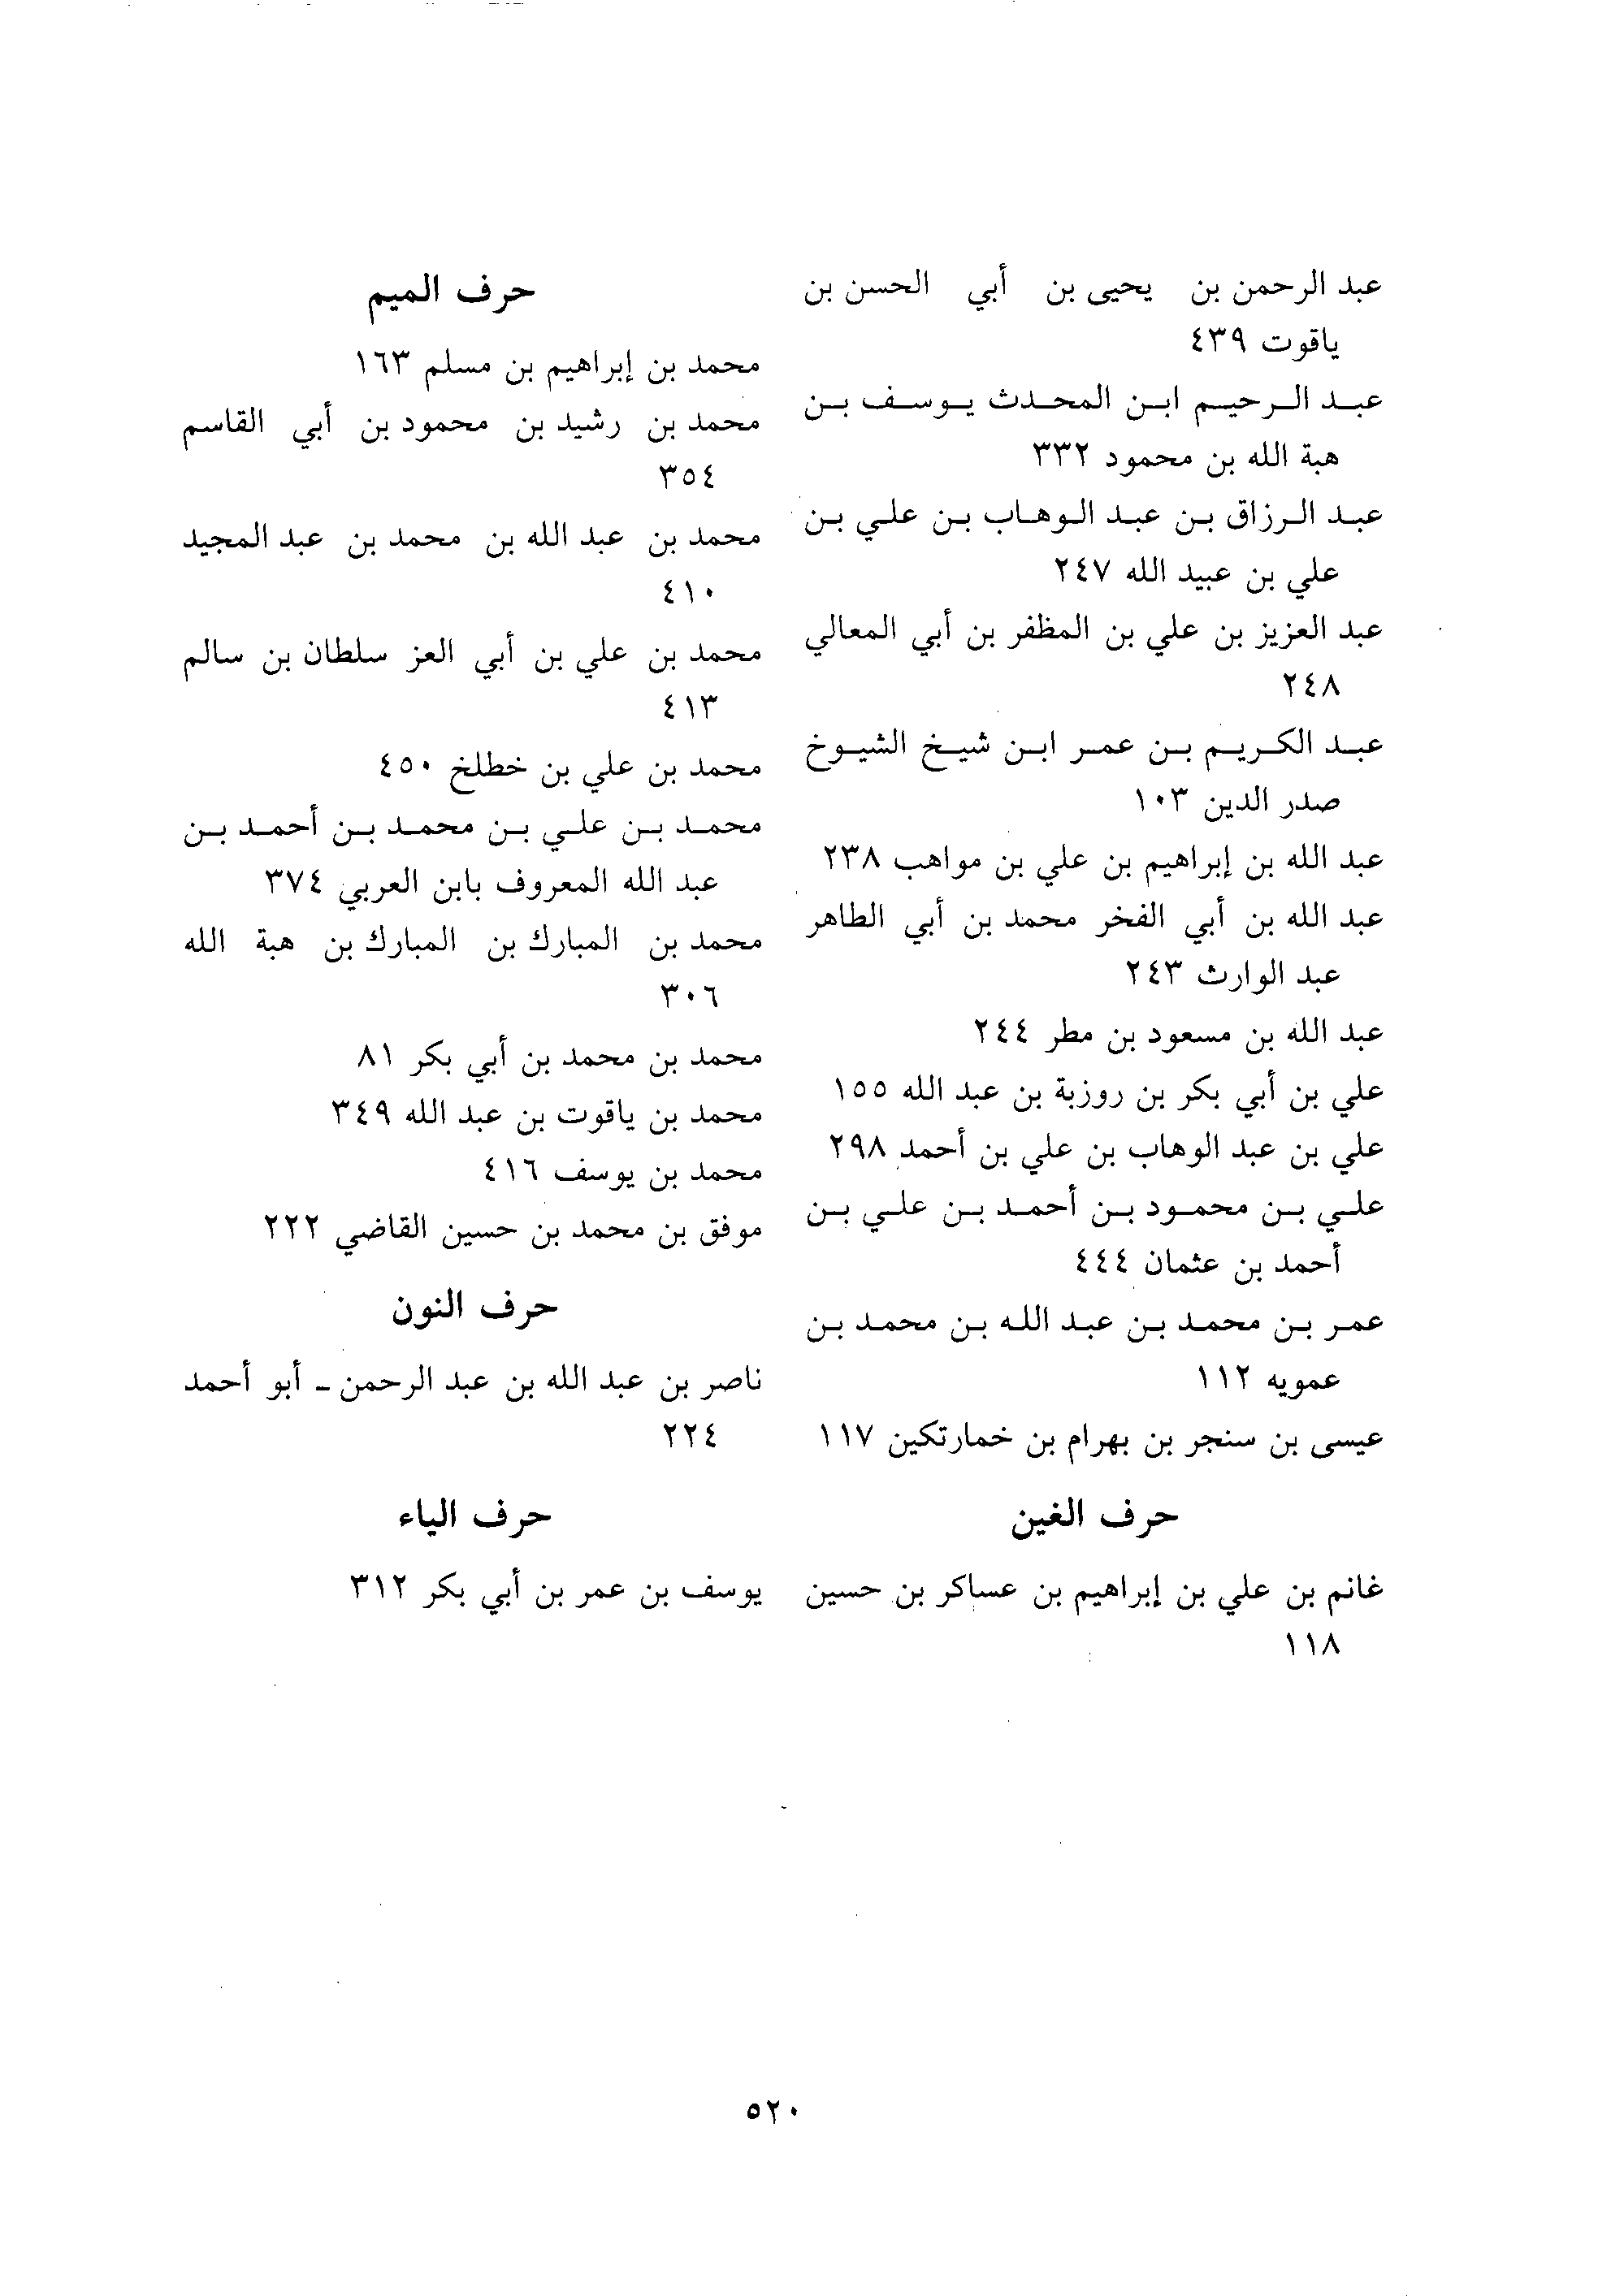 عبد الرحمن بن يحيى بن أبي الحسن بن
ياقوت ٤٣٩
عبد الرحيم ابن المحدث يوسف بن
هبة الله بن محمود ٣٣٢
عبد الرزاق بن عبد الوهاب بن علي بن
علي بن عبيد الله ٢٤٧
عبد العزيز بن علي بن المظفر بن أبي المعالي
٢٤٨
عبد الكريم بن عمر ابن شيخ الشيوخ
صدر الدين ١٠٣
عبد الله بن إبراهيم بن علي بن مواهب ٢٣٨
عبد الله بن أبي الفخر محمد بن أبي الطاهر
عبد الوارث ٢٤٣
عبد الله بن مسعود بن مطر ٢٤٤
علي بن أبي بكر بن روزبة بن عبد الله ١٥٥
علي بن عبد الوهاب بن علي بن أحمد ٢٩٨
علي بن محمود بن أحمد بن علي بن
أحمد بن عثمان ٤٤٤
عمر بن محمد بن عبد الله بن محمد بن
عمويه ١١٢
عيسى بن سنجر بن بهرام بن خمارتكين ١١٧
حرف الغين
غانم بن علي بن إبراهيم بن عساكر بن حسين
١١٨
حرف الميم
محمد بن إبراهيم بن مسلم ١٦٣
محمد بن رشيد بن محمود بن أبي القاسم
٣٥٤
محمد بن عبد الله بن محمد بن عبد المجيد
٤١٠
محمد بن علي بن أبي العز سلطان بن سالم
٤١٣
محمد بن علي بن خطلخ ٤٥٠
محمد بن علي بن محمد بن أحمد بن
عبد الله المعروف بابن العربي ٣٧٤
محمد بن المبارك بن المبارك بن هبة الله
٣٠٦
محمد بن محمد بن أبي بكر ٨١
محمد بن ياقوت بن عبد الله ٣٤٩
محمد بن يوسف ٤١٦
موفق بن محمد بن حسين القاضي ٢٢٢
حرف النون
ناصر بن عبد الله بن عبد الرحمن - أبو أحمد
٢٢٤
حرف الياء
يوسف بن عمر بن أبي بكر ٣١٢
٥٢٠